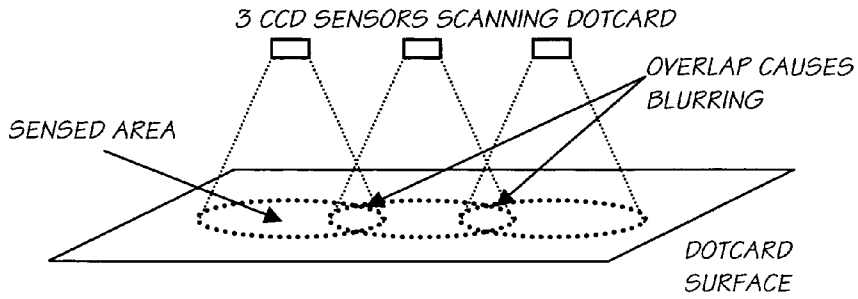 3 CCD SENSORS SCANNING DOTCARD
OVERLAP CAUSES
BLURRING
SENSED AREA
DOTCARD
SURFACE